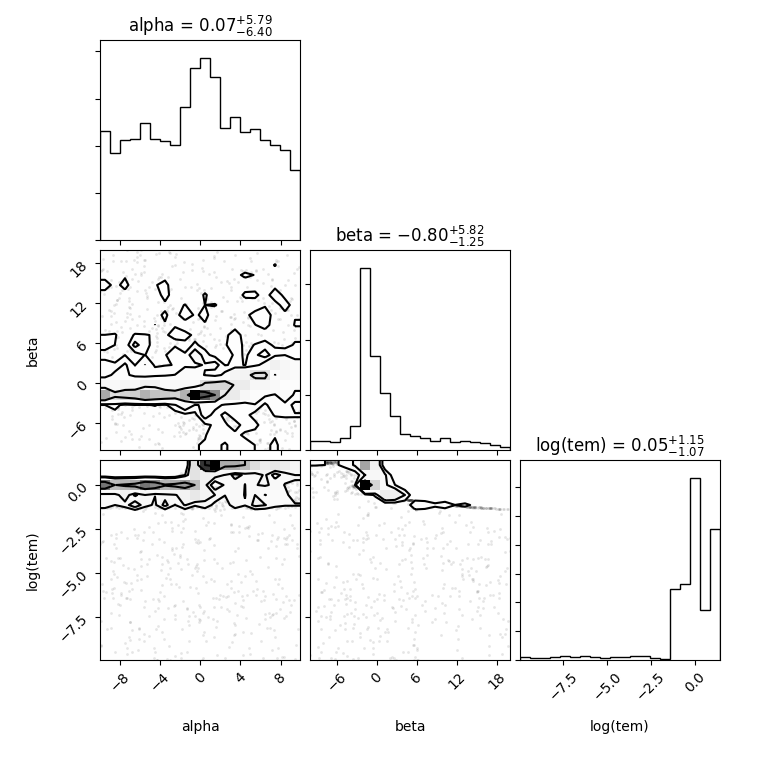 alpha = 0.07+5.79 −6.40
beta = −0.80+5.82 −1.25
18
12
6
0
−6
beta
log(tem) = 0.05+1.15 −1.07
0.0
−2.5
−5.0
−7.5
log(tem)
−8 −4 0 4 8
−6 0 6 12 18
−7.5 −5.0 −2.5 0.0
alpha
beta
log(tem)